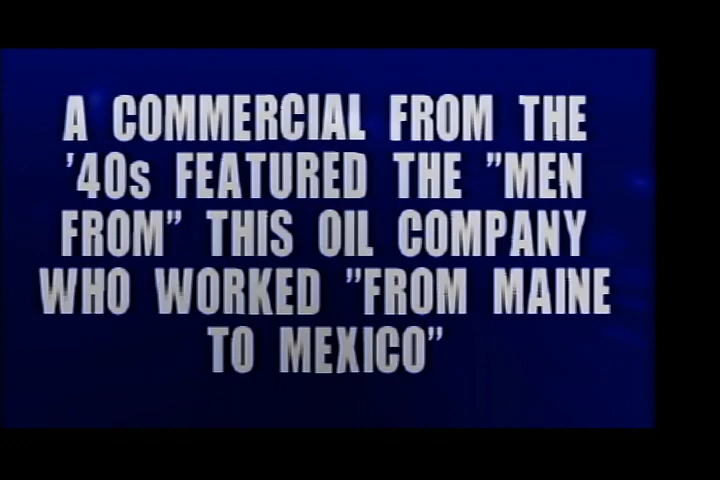 A COMMERCIAL FROM THE
'40s FEATURED THE "MEN
FROM" THIS OIL COMPANY
WHO WORKED "FROM MAINE
TO MEXICO"